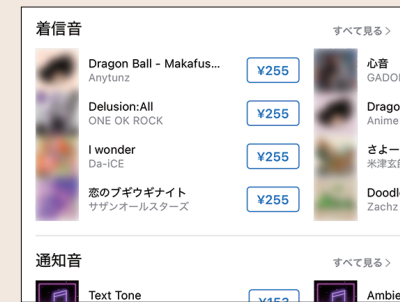 着信音
すべて見る >
Dragon Ball - Makafus...
Anytunz
¥255
心音
GADO
Delusion:All
ONE OK ROCK
¥255
Drago
Anime
I wonder
Da-iCE
¥255
さよー
米津玄
恋のブギウギナイト
サザンオールスターズ
¥255
Doodl
Zachz
通知音
すべて見る >
Text Tone
¥153
Ambie